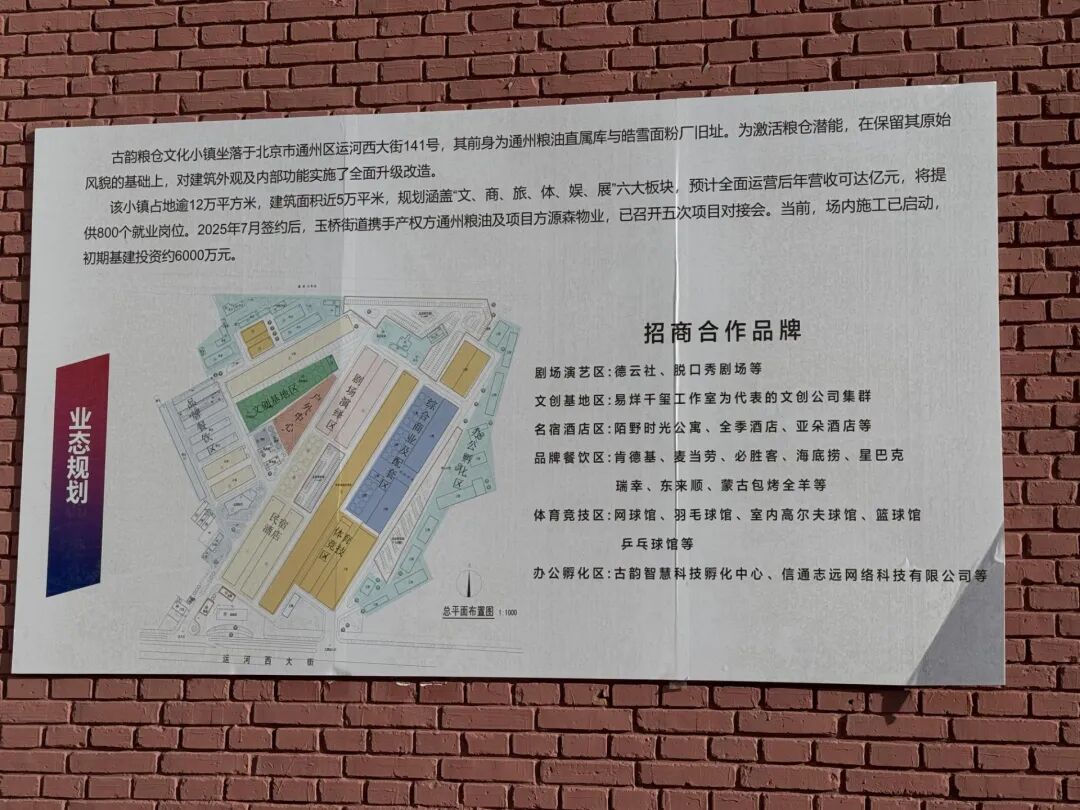 古韵粮仓文化小镇坐落于北京市通州区运河西大街141号，其前身为通州粮油直属库与皓雪面粉厂旧址。为激活粮仓潜能，在保留其原始
风貌的基础上，对建筑外观及内部功能实施了全面升级改造。
该小镇占地逾12万平方米，建筑面积近5万平米，规划涵盖“文、商、旅、体、娱、展”六大板块，预计全面运营后年营收可达亿元，将提
供800个就业岗位。2025年7月签约后，玉桥街道携手产权方通州粮油及项目方源森物业，已召开五次项目对接会。当前，场内施工已启动，
初期基建投资约6000万元。
业态规划
品牌餐饮区
文创基地区
户外中心
剧场演绎区
综合商业及配套区
办公孵化区
民宿酒店
体育竞技区
总平面布置图 1:1000
运河西大街
招商合作品牌
剧场演艺区:德云社、脱口秀剧场等
文创基地区:易烊千玺工作室为代表的文创公司集群
名宿酒店区:陌野时光公寓、全季酒店、亚朵酒店等
品牌餐饮区:肯德基、麦当劳、必胜客、海底捞、星巴克
瑞幸、东来顺、蒙古包烤全羊等
体育竞技区:网球馆、羽毛球馆、室内高尔夫球馆、篮球馆
乒乓球馆等
办公孵化区:古韵智慧科技孵化中心、信通志远网络科技有限公司等